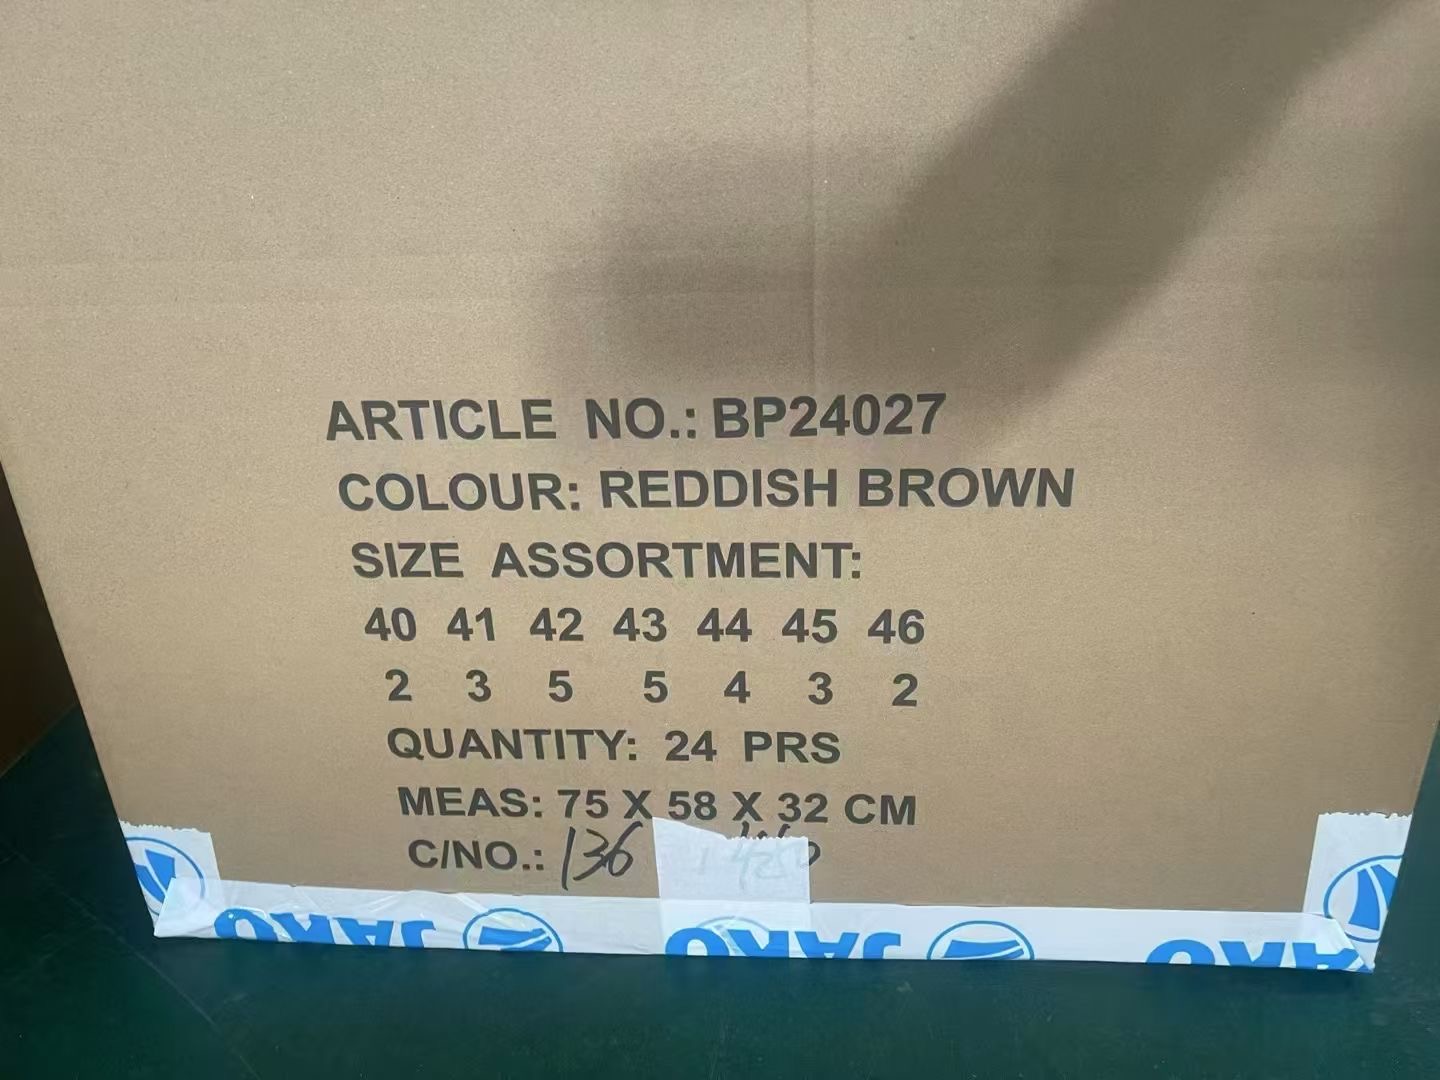 ARTICLE NO.: BP24027
COLOUR: REDDISH BROWN
SIZE ASSORTMENT:
40 41 42 43 44 45 46
2 3 5 5 4 3 2
QUANTITY: 24 PRS
MEAS: 75 X 58 X 32 CM
C/NO.: 136
JAKO JAKO JAKO